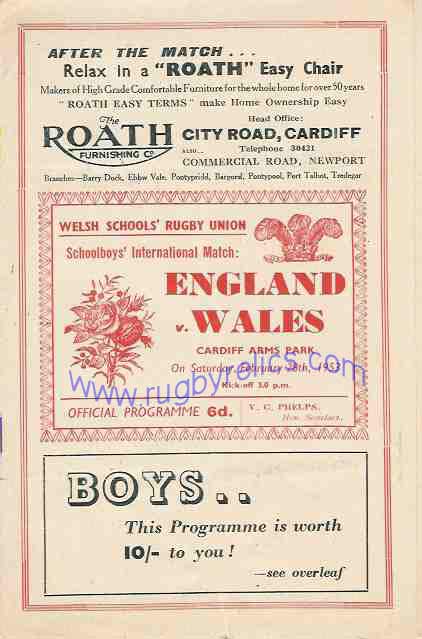 AFTER THE MATCH . . .
Relax in a "ROATH" Easy Chair
Makers of High Grade Comfortable Furniture for the whole home for over 50 years
"ROATH EASY TERMS" make Home Ownership Easy
The
ROATH
FURNISHING Co
Head Office:
CITY ROAD, CARDIFF
ALSO... Telephone 30421
COMMERCIAL ROAD, NEWPORT
Branches—Barry Dock, Ebbw Vale, Pontypridd, Bargoed, Pontypool, Port Talbot, Tredegar
WELSH SCHOOLS' RUGBY UNION
Schoolboys' International Match:
ENGLAND
v. WALES
CARDIFF ARMS PARK
On Saturday, February 28th, 1953
Kick-off 3.0 p.m.
www.rugbyrelics.com
OFFICIAL PROGRAMME 6d.
V. C. PHELPS,
Hon. Secretary.
BOYS . .
This Programme is worth
10/- to you !
—see overleaf